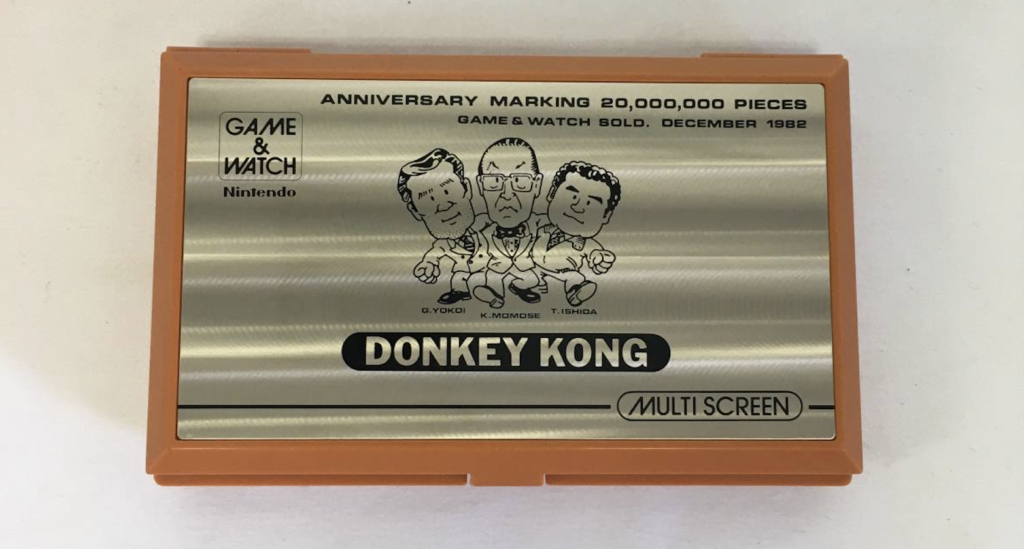 ANNIVERSARY MARKING 20,000,000 PIECES
GAME & WATCH SOLD. DECEMBER 1982
GAME
&
WATCH
Nintendo
G.YOKOI K.MOMOSE T.ISHIDA
DONKEY KONG
MULTI SCREEN